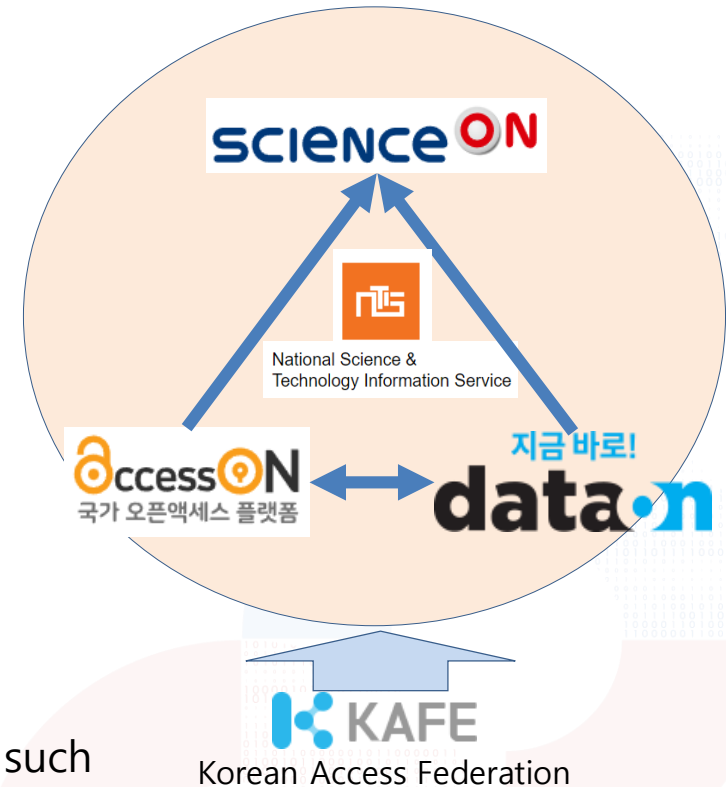 SCIENCE ON
NTIS
National Science &
Technology Information Service
accessON
국가 오픈액세스 플랫폼
지금 바로!
dataon
KAFE
such
Korean Access Federation